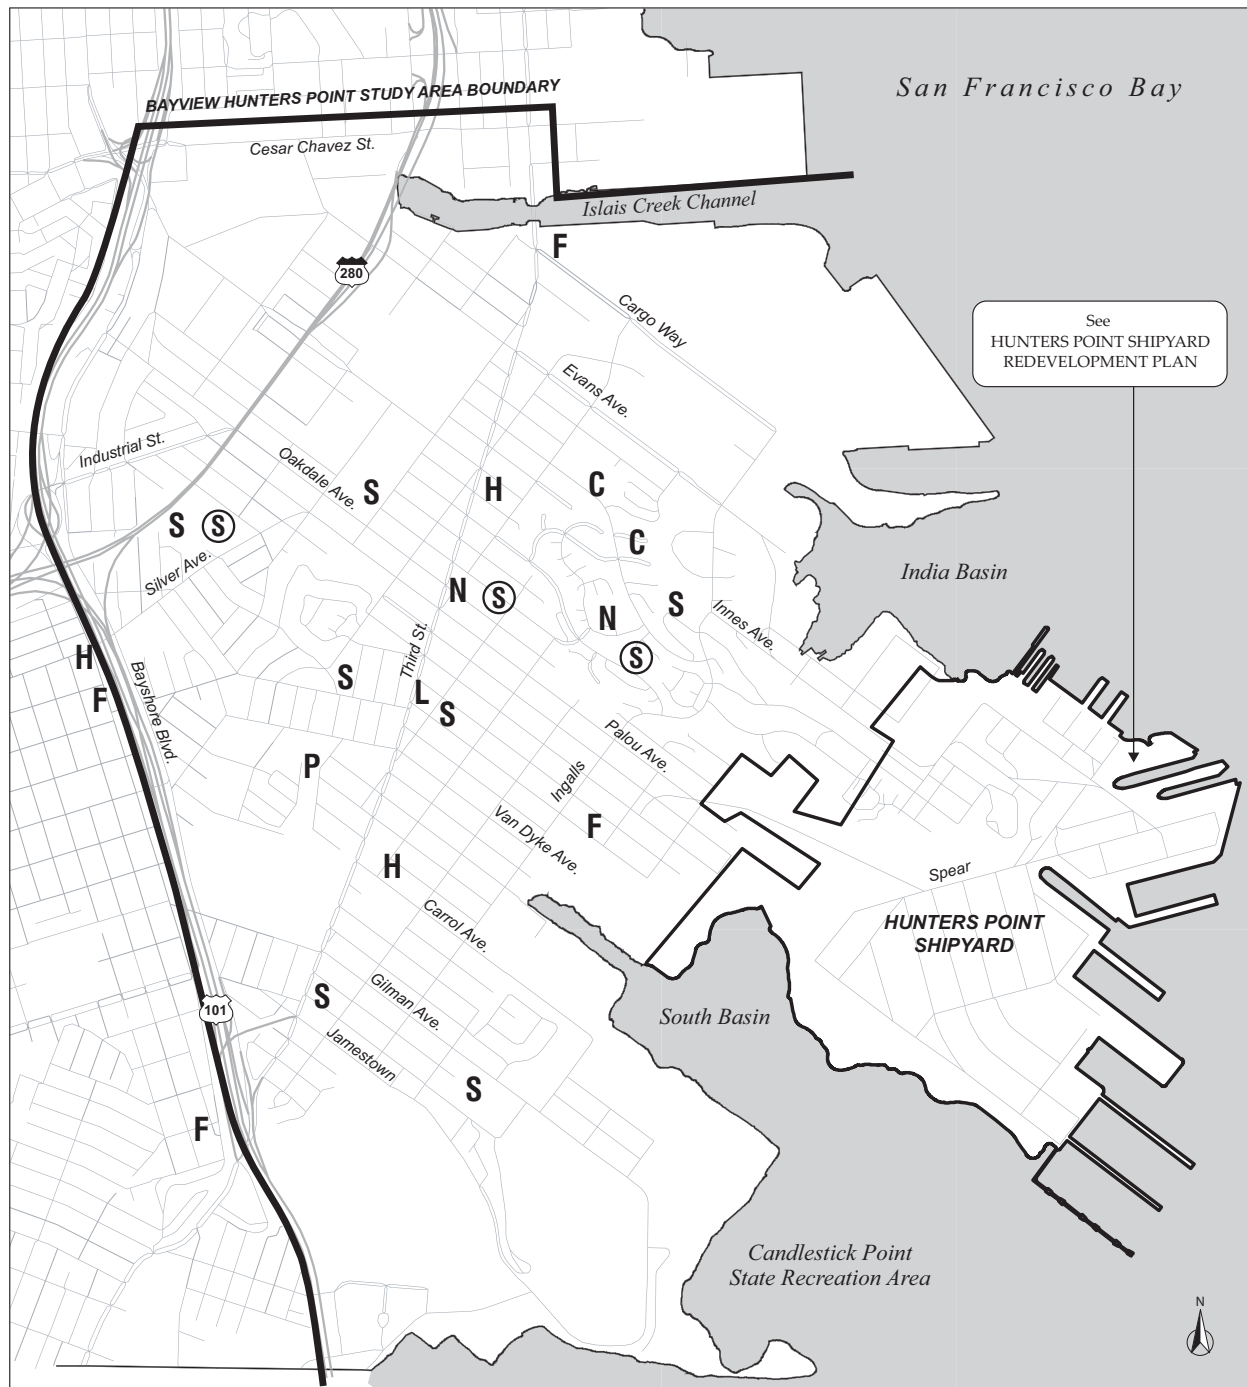 San Francisco Bay
BAYVIEW HUNTERS POINT STUDY AREA BOUNDARY
Cesar Chavez St.
Islais Creek Channel
F
280
Cargo Way
See
HUNTERS POINT SHIPYARD
REDEVELOPMENT PLAN
Evans Ave.
Industrial St.
Oakdale Ave.
S
H
C
S
S
C
India Basin
Silver Ave.
N
S
N
S
Innes Ave.
H
Third St.
S
F
Bayshore Blvd.
S
L
S
Palou Ave.
P
Ingalls
F
Van Dyke Ave.
H
Spear
Carrol Ave.
HUNTERS POINT
SHIPYARD
S
Gilman Ave.
101
South Basin
Jamestown
S
F
Candlestick Point
State Recreation Area
N